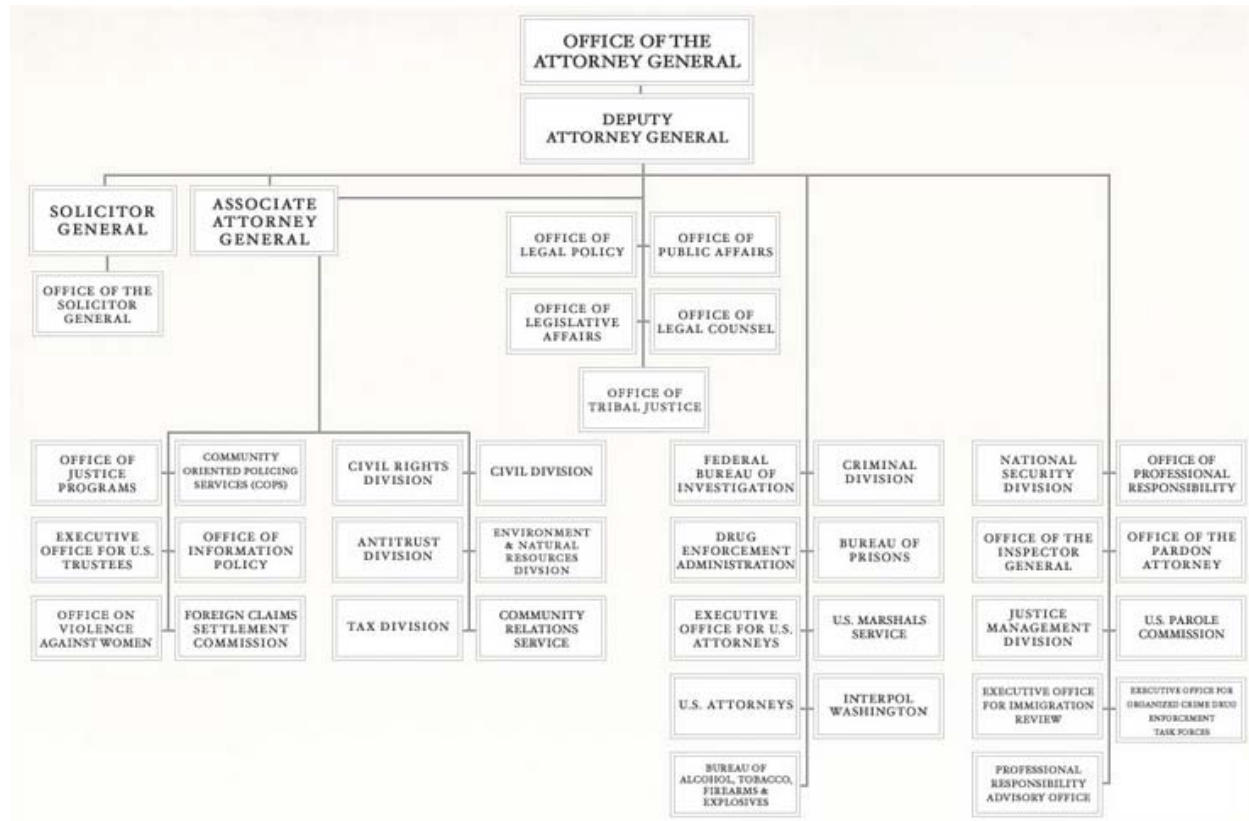 OFFICE OF THE
ATTORNEY GENERAL
DEPUTY
ATTORNEY GENERAL
SOLICITOR
GENERAL
ASSOCIATE
ATTORNEY
GENERAL
OFFICE OF THE
SOLICITOR
GENERAL
OFFICE OF
LEGAL POLICY
OFFICE OF
PUBLIC AFFAIRS
OFFICE OF
LEGISLATIVE
AFFAIRS
OFFICE OF
LEGAL COUNSEL
OFFICE OF
TRIBAL JUSTICE
OFFICE OF
JUSTICE
PROGRAMS
COMMUNITY
ORIENTED POLICING
SERVICES (COPS)
CIVIL RIGHTS
DIVISION
CIVIL DIVISION
FEDERAL
BUREAU OF
INVESTIGATION
CRIMINAL
DIVISION
NATIONAL
SECURITY
DIVISION
OFFICE OF
PROFESSIONAL
RESPONSIBILITY
EXECUTIVE
OFFICE FOR U.S.
TRUSTEES
OFFICE OF
INFORMATION
POLICY
ANTITRUST
DIVISION
ENVIRONMENT
& NATURAL
RESOURCES
DIVSION
DRUG
ENFORCEMENT
ADMINISTRATION
BUREAU OF
PRISONS
OFFICE OF THE
INSPECTOR
GENERAL
OFFICE OF THE
PARDON
ATTORNEY
OFFICE ON
VIOLENCE
AGAINST WOMEN
FOREIGN CLAIMS
SETTLEMENT
COMMISSION
TAX DIVISION
COMMUNITY
RELATIONS
SERVICE
EXECUTIVE
OFFICE FOR U.S.
ATTORNEYS
U.S. MARSHALS
SERVICE
JUSTICE
MANAGEMENT
DIVISION
U.S. PAROLE
COMMISSION
U.S. ATTORNEYS
INTERPOL
WASHINGTON
EXECUTIVE OFFICE
FOR IMMIGRATION
REVIEW
EXECUTIVE OFFICE FOR
ORGANIZED CRIME DRUG
ENFORCEMENT
TASK FORCES
BUREAU OF
ALCOHOL, TOBACCO,
FIREARMS &
EXPLOSIVES
PROFESSIONAL
RESPONSIBILITY
ADVISORY OFFICE